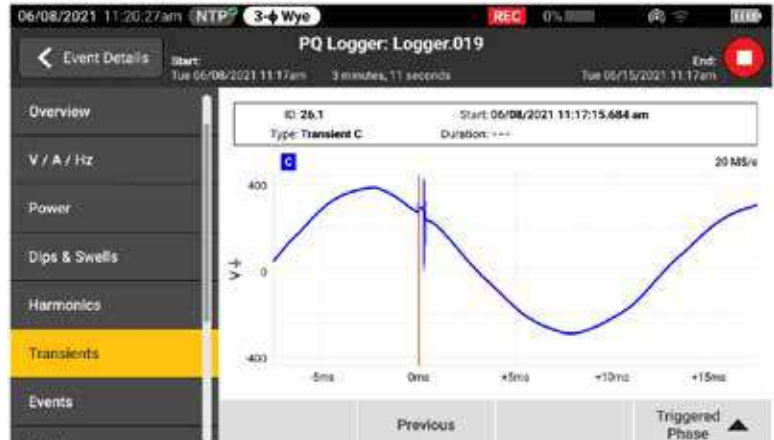 06/08/2021 11:20:27am NTP 3-ϕ Wye REC 0%
Event Details
PQ Logger: Logger.019
Start: End:
Tue 06/08/2021 11:17am 3 minutes, 11 seconds Tue 06/15/2021 11:17am
Overview
V / A / Hz
Power
Dips & Swells
Harmonics
Transients
Events
ID: 26.1 Start: 06/08/2021 11:17:15.684 am
Type: Transient C Duration: ---
C
20 MS/s
400
V
0
-400
-5ms 0ms +5ms +10ms +15ms
Previous
Triggered
Phase